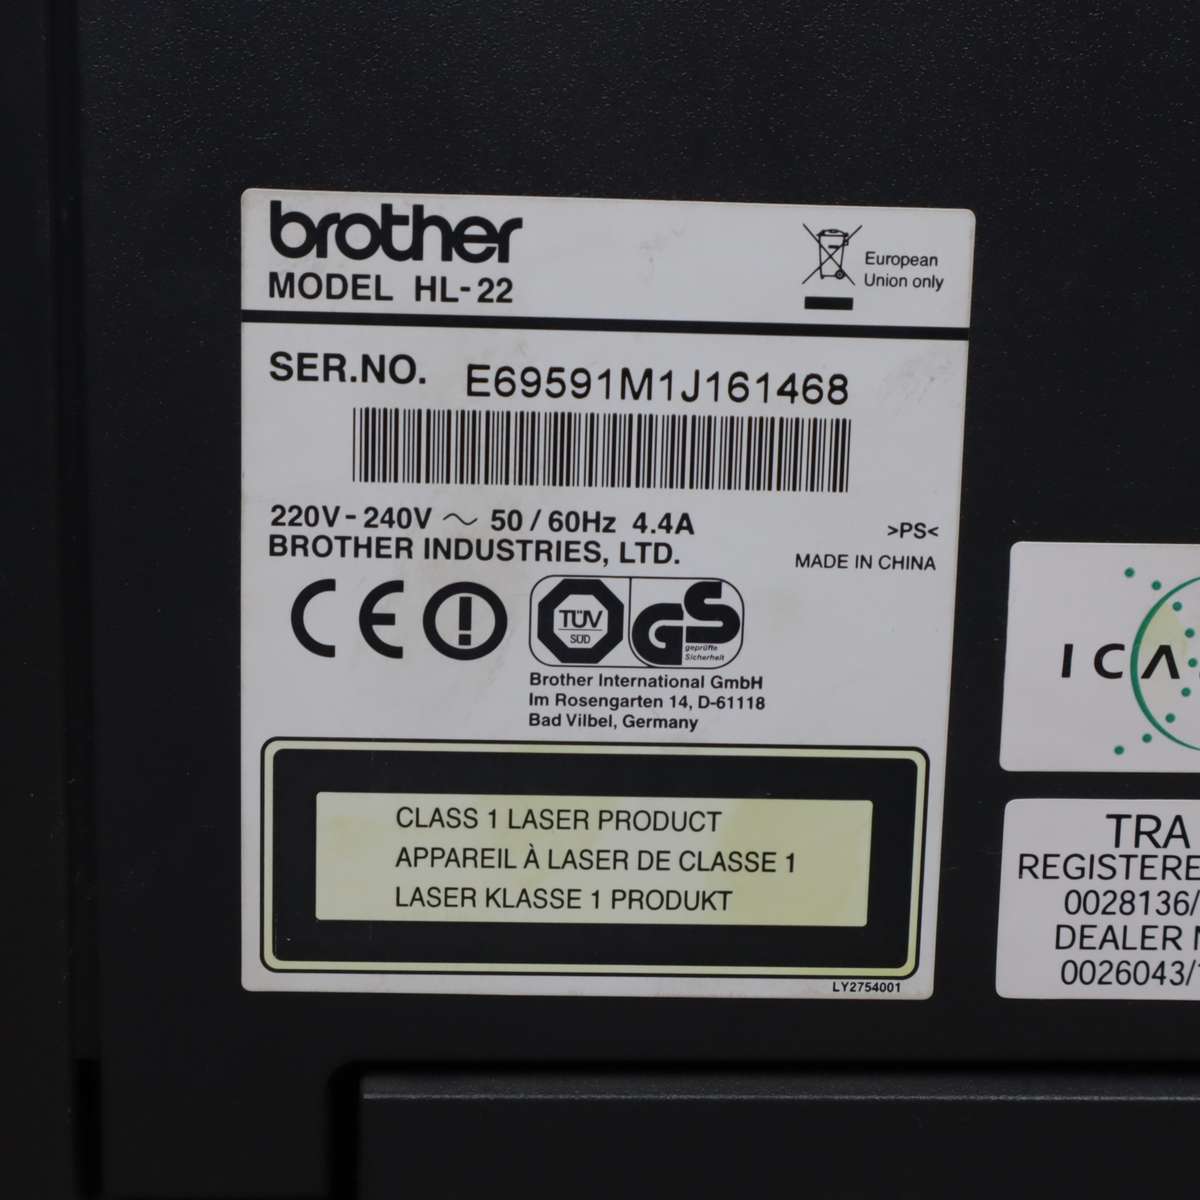 brother
MODEL HL-22
European
Union only
SER.NO. E69591M1J161468
220V-240V ~ 50 / 60Hz 4.4A
BROTHER INDUSTRIES, LTD.
>PS<
MADE IN CHINA
CE
TÜV
SÜD
GS
geprüfte
Sicherheit
Brother International GmbH
Im Rosengarten 14, D-61118
Bad Vilbel, Germany
CLASS 1 LASER PRODUCT
APPAREIL À LASER DE CLASSE 1
LASER KLASSE 1 PRODUKT
LY2754001
TRA
0028136/
DEALER
0026043/